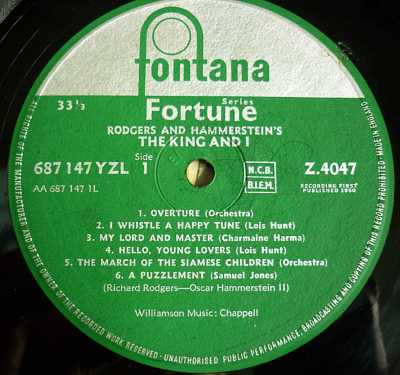 fontana
33 1/3
Fortune Series
RODGERS AND HAMMERSTEIN'S
THE KING AND I
687 147 YZL
Side 1
N.C.B.
B.I.E.M.
Z.4047
AA 687 147 1L
RECORDING FIRST
PUBLISHED 1960
1. OVERTURE (Orchestra)
2. I WHISTLE A HAPPY TUNE (Lois Hunt)
3. MY LORD AND MASTER (Charmaine Harma)
4. HELLO, YOUNG LOVERS (Lois Hunt)
5. THE MARCH OF THE SIAMESE CHILDREN (Orchestra)
6. A PUZZLEMENT (Samuel Jones)
(Richard Rodgers—Oscar Hammerstein II)
Williamson Music: Chappell
ALL RIGHTS OF THE MANUFACTURER AND OF THE OWNER OF THE RECORDED WORK RESERVED - UNAUTHORISED PUBLIC PERFORMANCE, BROADCASTING AND COPYING OF THIS RECORD PROHIBITED - MADE IN ENGLAND